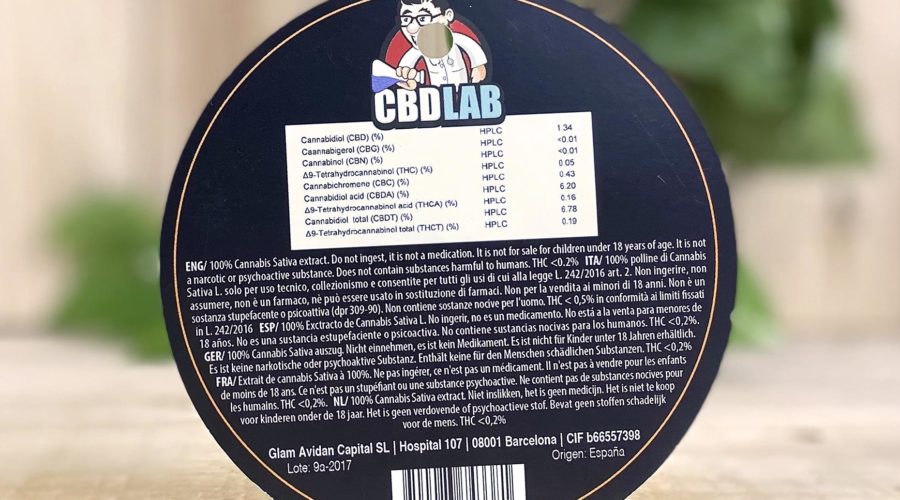 CBDLAB
Cannabidiol (CBD) (%) HPLC 1.34
Caannabigerol (CBG) (%) HPLC <0.01
Cannabinol (CBN) (%) HPLC <0.01
Δ9-Tetrahydrocannabinol (THC) (%) HPLC 0.05
Cannabichromene (CBC) (%) HPLC 0.43
Cannabidiol acid (CBDA) (%) HPLC 6.20
Δ9-Tetrahydrocannabinol acid (THCA) (%) HPLC 0.16
Cannabidiol total (CBDT) (%) HPLC 6.78
Δ9-Tetrahydrocannabinol total (THCT) (%) HPLC 0.19
ENG/ 100% Cannabis Sativa extract. Do not ingest, it is not a medication. It is not for sale for children under 18 years of age. It is not
a narcotic or psychoactive substance. Does not contain substances harmful to humans. THC <0.2% ITA/ 100% polline di Cannabis
Sativa L. solo per uso tecnico, collezionismo e consentite per tutti gli usi di cui alla legge L. 242/2016 art. 2. Non ingerire, non
assumere, non è un farmaco, nè può essere usato in sostituzione di farmaci. Non per la vendita ai minori di 18 anni. Non è un
sostanza stupefacente o psicoattiva (dpr 309-90). Non contiene sostanze nocive per l'uomo. THC < 0,5% in conformità ai limiti fissati
in L. 242/2016 ESP/ 100% Exctracto de Cannabis Sativa L. No ingerir, no es un medicamento. No está a la venta para menores de
18 años. No es una sustancia estupefaciente o psicoactiva. No contiene sustancias nocivas para los humanos. THC <0,2%.
GER/ 100% Cannabis Sativa auszug. Nicht einnehmen, es ist kein Medikament. Es ist nicht für Kinder unter 18 Jahren erhältlich.
Es ist keine narkotische oder psychoaktive Substanz. Enthält keine für den Menschen schädlichen Substanzen. THC <0,2%
FRA/ Extrait de cannabis Sativa à 100%. Ne pas ingérer, ce n'est pas un médicament. Il n'est pas à vendre pour les enfants
de moins de 18 ans. Ce n'est pas un stupéfiant ou une substance psychoactive. Ne contient pas de substances nocives pour
les humains. THC <0,2%. NL/ 100% Cannabis Sativa extract. Niet inslikken, het is geen medicijn. Het is niet te koop
voor kinderen onder de 18 jaar. Het is geen verdovende of psychoactieve stof. Bevat geen stoffen schadelijk
voor de mens. THC <0,2%
Glam Avidan Capital SL | Hospital 107 | 08001 Barcelona | CIF b66557398
Lote: 9a-2017 Origen: España